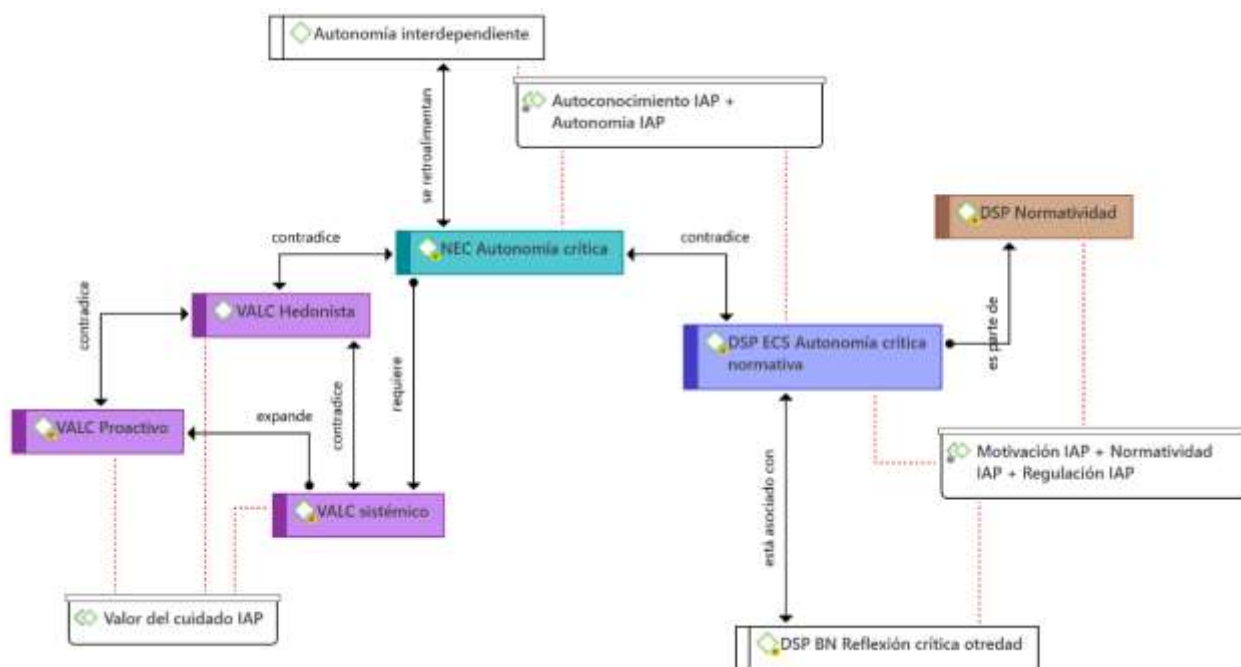 Autonomía interdependiente
Autoconocimiento IAP +
Autonomia IAP
se retroalimentan
DSP Normatividad
contradice
NEC Autonomía crítica
contradice
contradice
VALC Hedonista
requiere
DSP ECS Autonomía crítica
normativa
es parte de
contradice
VALC Proactivo
expande
Motivación IAP + Normatividad
IAP + Regulación IAP
VALC sistémico
está asociado con
Valor del cuidado IAP
DSP BN Reflexión crítica otredad